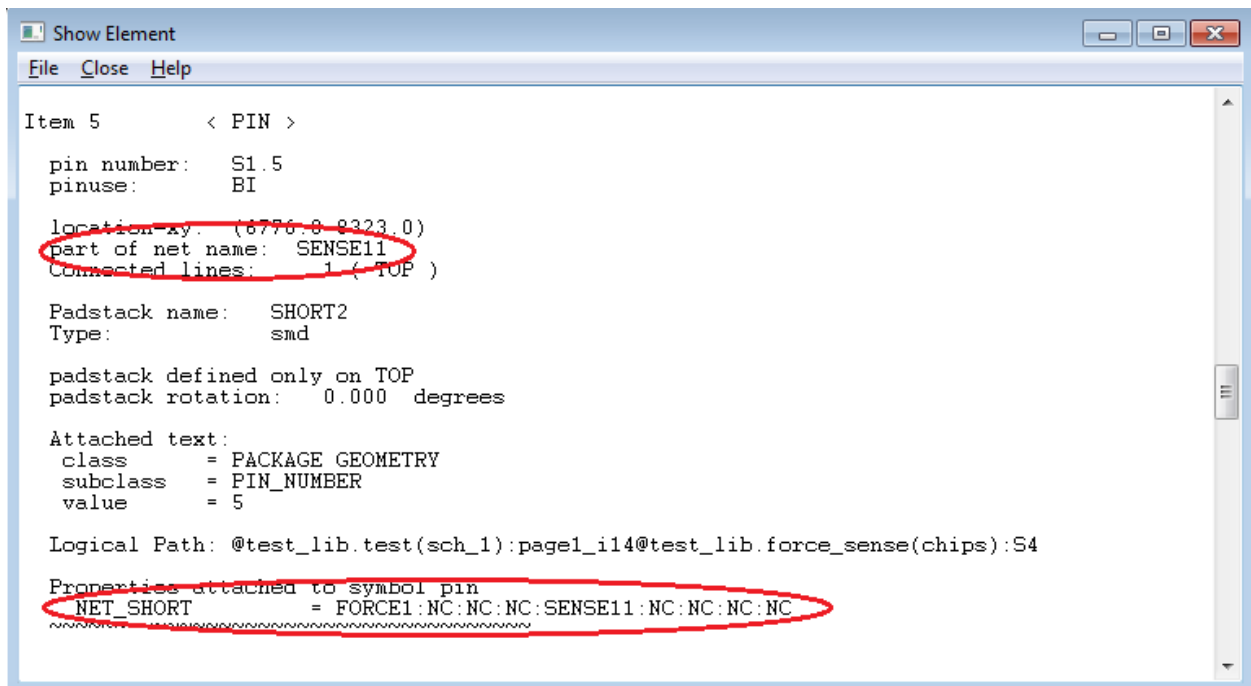 Show Element
File Close Help
Item 5 < PIN >
pin number: S1.5
pinuse: BI
location-xy: (6776.0 8323.0)
part of net name: SENSE11
Connected lines: 1 ( TOP )
Padstack name: SHORT2
Type: smd
padstack defined only on TOP
padstack rotation: 0.000 degrees
Attached text:
class = PACKAGE GEOMETRY
subclass = PIN_NUMBER
value = 5
Logical Path: @test_lib.test(sch_1):page1_i14@test_lib.force_sense(chips):S4
Properties attached to symbol pin
NET_SHORT = FORCE1:NC:NC:NC:SENSE11:NC:NC:NC:NC
~~~~~~~~~~~~~~~~~~~~~~~~~~~~~~~~~~~~~~~~